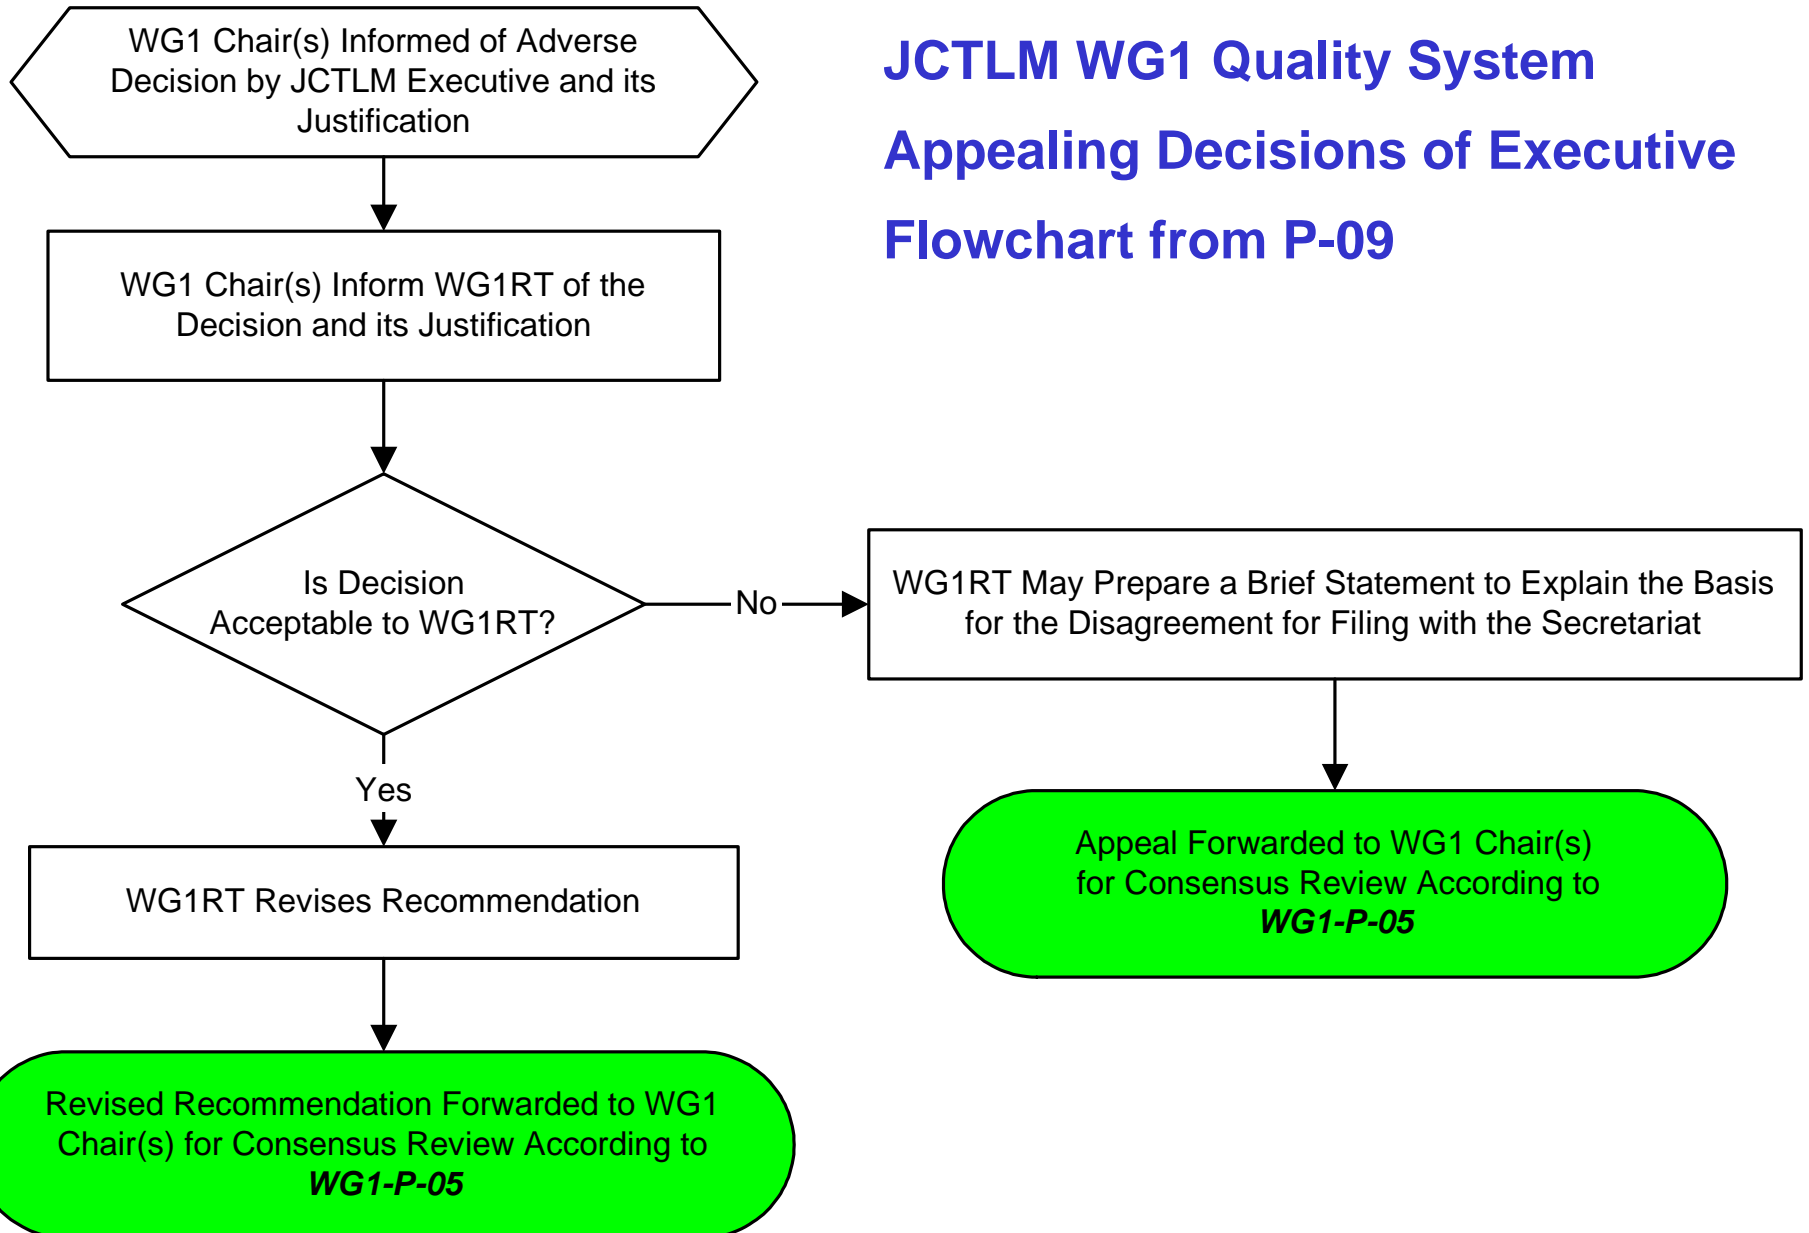 WG1 Chair(s) Informed of Adverse
Decision by JCTLM Executive and its
Justification
JCTLM WG1 Quality System
Appealing Decisions of Executive
Flowchart from P-09
WG1 Chair(s) Inform WG1RT of the
Decision and its Justification
Is Decision
Acceptable to WG1RT?
No
WG1RT May Prepare a Brief Statement to Explain the Basis
for the Disagreement for Filing with the Secretariat
Yes
Appeal Forwarded to WG1 Chair(s)
for Consensus Review According to
WG1-P-05
WG1RT Revises Recommendation
Revised Recommendation Forwarded to WG1
Chair(s) for Consensus Review According to
WG1-P-05